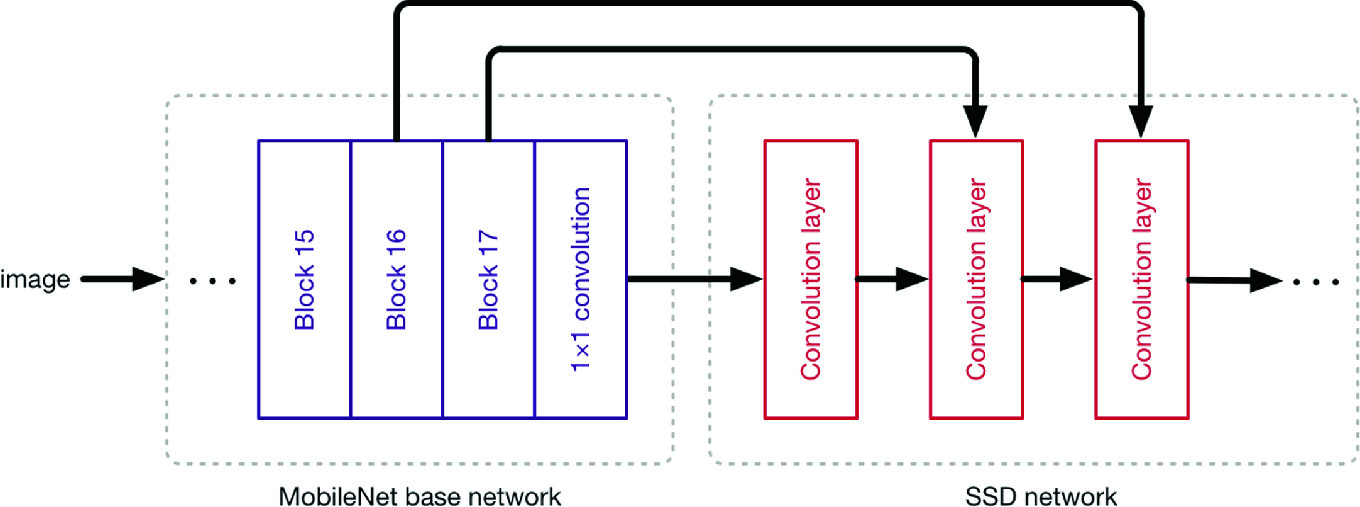 image
...
Block 15
Block 16
Block 17
1×1 convolution
Convolution layer
Convolution layer
Convolution layer
...
MobileNet base network
SSD network